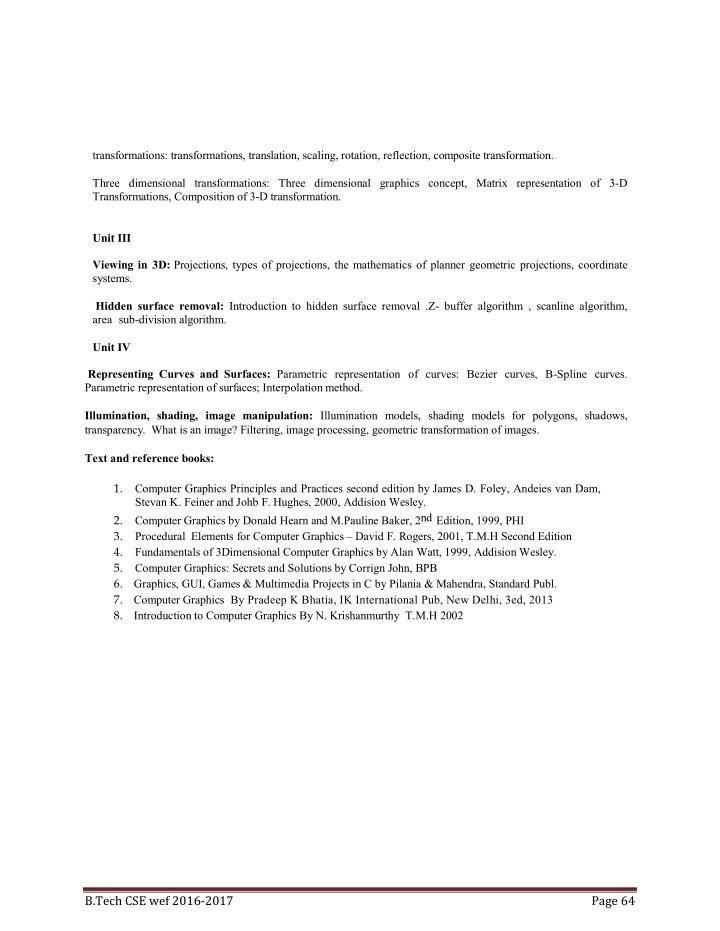 transformations: transformations, translation, scaling, rotation, reflection, composite transformation.
Three dimensional transformations: Three dimensional graphics concept, Matrix representation of 3-D
Transformations, Composition of 3-D transformation.
Unit III
Viewing in 3D: Projections, types of projections, the mathematics of planner geometric projections, coordinate
systems.
Hidden surface removal: Introduction to hidden surface removal .Z- buffer algorithm , scanline algorithm,
area sub-division algorithm.
Unit IV
Representing Curves and Surfaces: Parametric representation of curves: Bezier curves, B-Spline curves.
Parametric representation of surfaces; Interpolation method.
Illumination, shading, image manipulation: Illumination models, shading models for polygons, shadows,
transparency. What is an image? Filtering, image processing, geometric transformation of images.
Text and reference books:
1. Computer Graphics Principles and Practices second edition by James D. Foley, Andeies van Dam,
Stevan K. Feiner and Johb F. Hughes, 2000, Addision Wesley.
2. Computer Graphics by Donald Hearn and M.Pauline Baker, 2nd Edition, 1999, PHI
3. Procedural Elements for Computer Graphics – David F. Rogers, 2001, T.M.H Second Edition
4. Fundamentals of 3Dimensional Computer Graphics by Alan Watt, 1999, Addision Wesley.
5. Computer Graphics: Secrets and Solutions by Corrign John, BPB
6. Graphics, GUI, Games & Multimedia Projects in C by Pilania & Mahendra, Standard Publ.
7. Computer Graphics By Pradeep K Bhatia, IK International Pub, New Delhi, 3ed, 2013
8. Introduction to Computer Graphics By N. Krishanmurthy T.M.H 2002
B.Tech CSE wef 2016-2017 Page 64